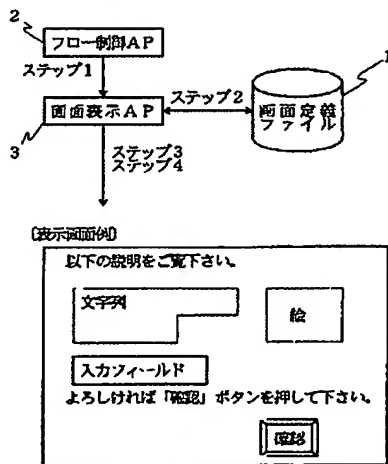 2
フロー制御AP
ステップ1
1
画面表示AP
ステップ2
画面定義
ファイル
3
ステップ3
ステップ4
〔表示画面例〕
以下の説明をご覧下さい。
文字列
絵
入力フィールド
よろしければ「確認」ボタンを押して下さい。
確認